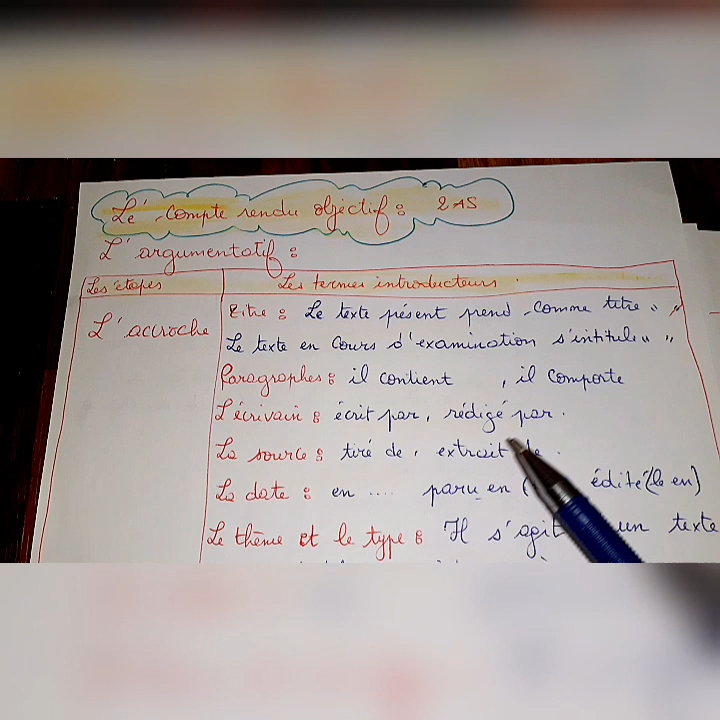 Le compte rendu objectif : 2AS
L'argumentatif :
Les étapes
Les termes introducteurs
L'accroche
Titre : Le texte présent prend comme titre " "
Le texte en cours d'examination s'intitule " "
Paragraphes : il contient , il comporte
L'écrivain : écrit par, rédigé par.
La source : tiré de, extrait de.
La date : en .... paru en ( édité (le en)
Le thème et le type : Il s'agit un texte